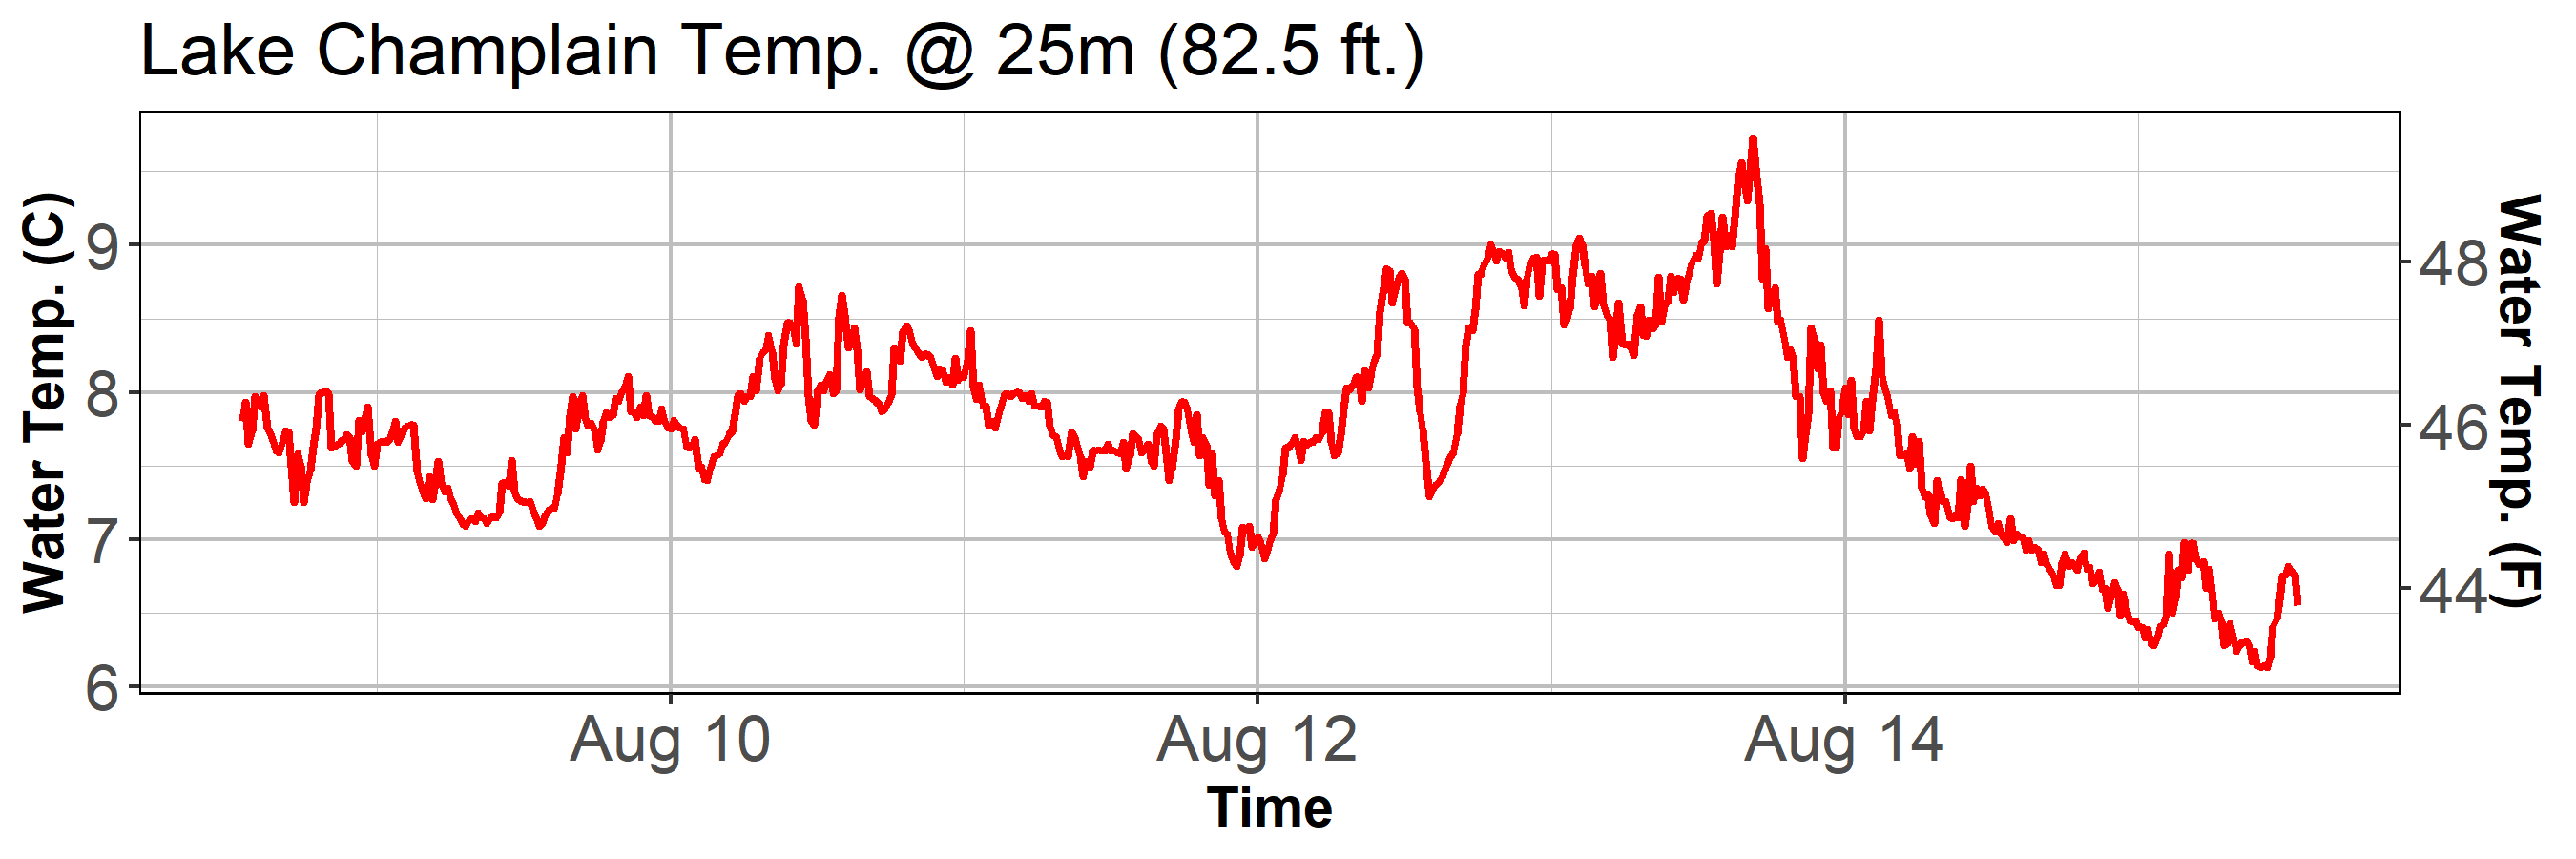 Lake Champlain Temp. @ 25m (82.5 ft.)
Water Temp. (C)
9
8
7
6
48
46
44
Water Temp. (F)
Aug 10 Aug 12 Aug 14
Time